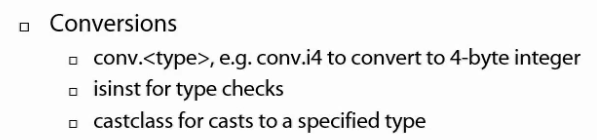 Conversions
conv.<type>, e.g. conv.i4 to convert to 4-byte integer
isinst for type checks
castclass for casts to a specified type